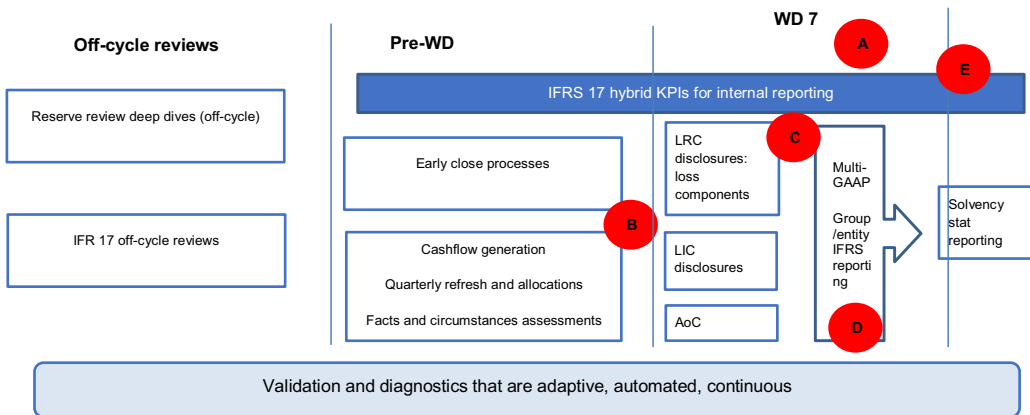 Off-cycle reviews
Pre-WD
WD 7
A
E
IFRS 17 hybrid KPIs for internal reporting
Reserve review deep dives (off-cycle)
Early close processes
LRC
disclosures:
loss
components
C
Multi-
GAAP
Group
/entity
IFRS
reporti
ng
Solvency
stat
reporting
IFR 17 off-cycle reviews
B
Cashflow generation
Quarterly refresh and allocations
Facts and circumstances assessments
LIC
disclosures
AoC
D
Validation and diagnostics that are adaptive, automated, continuous